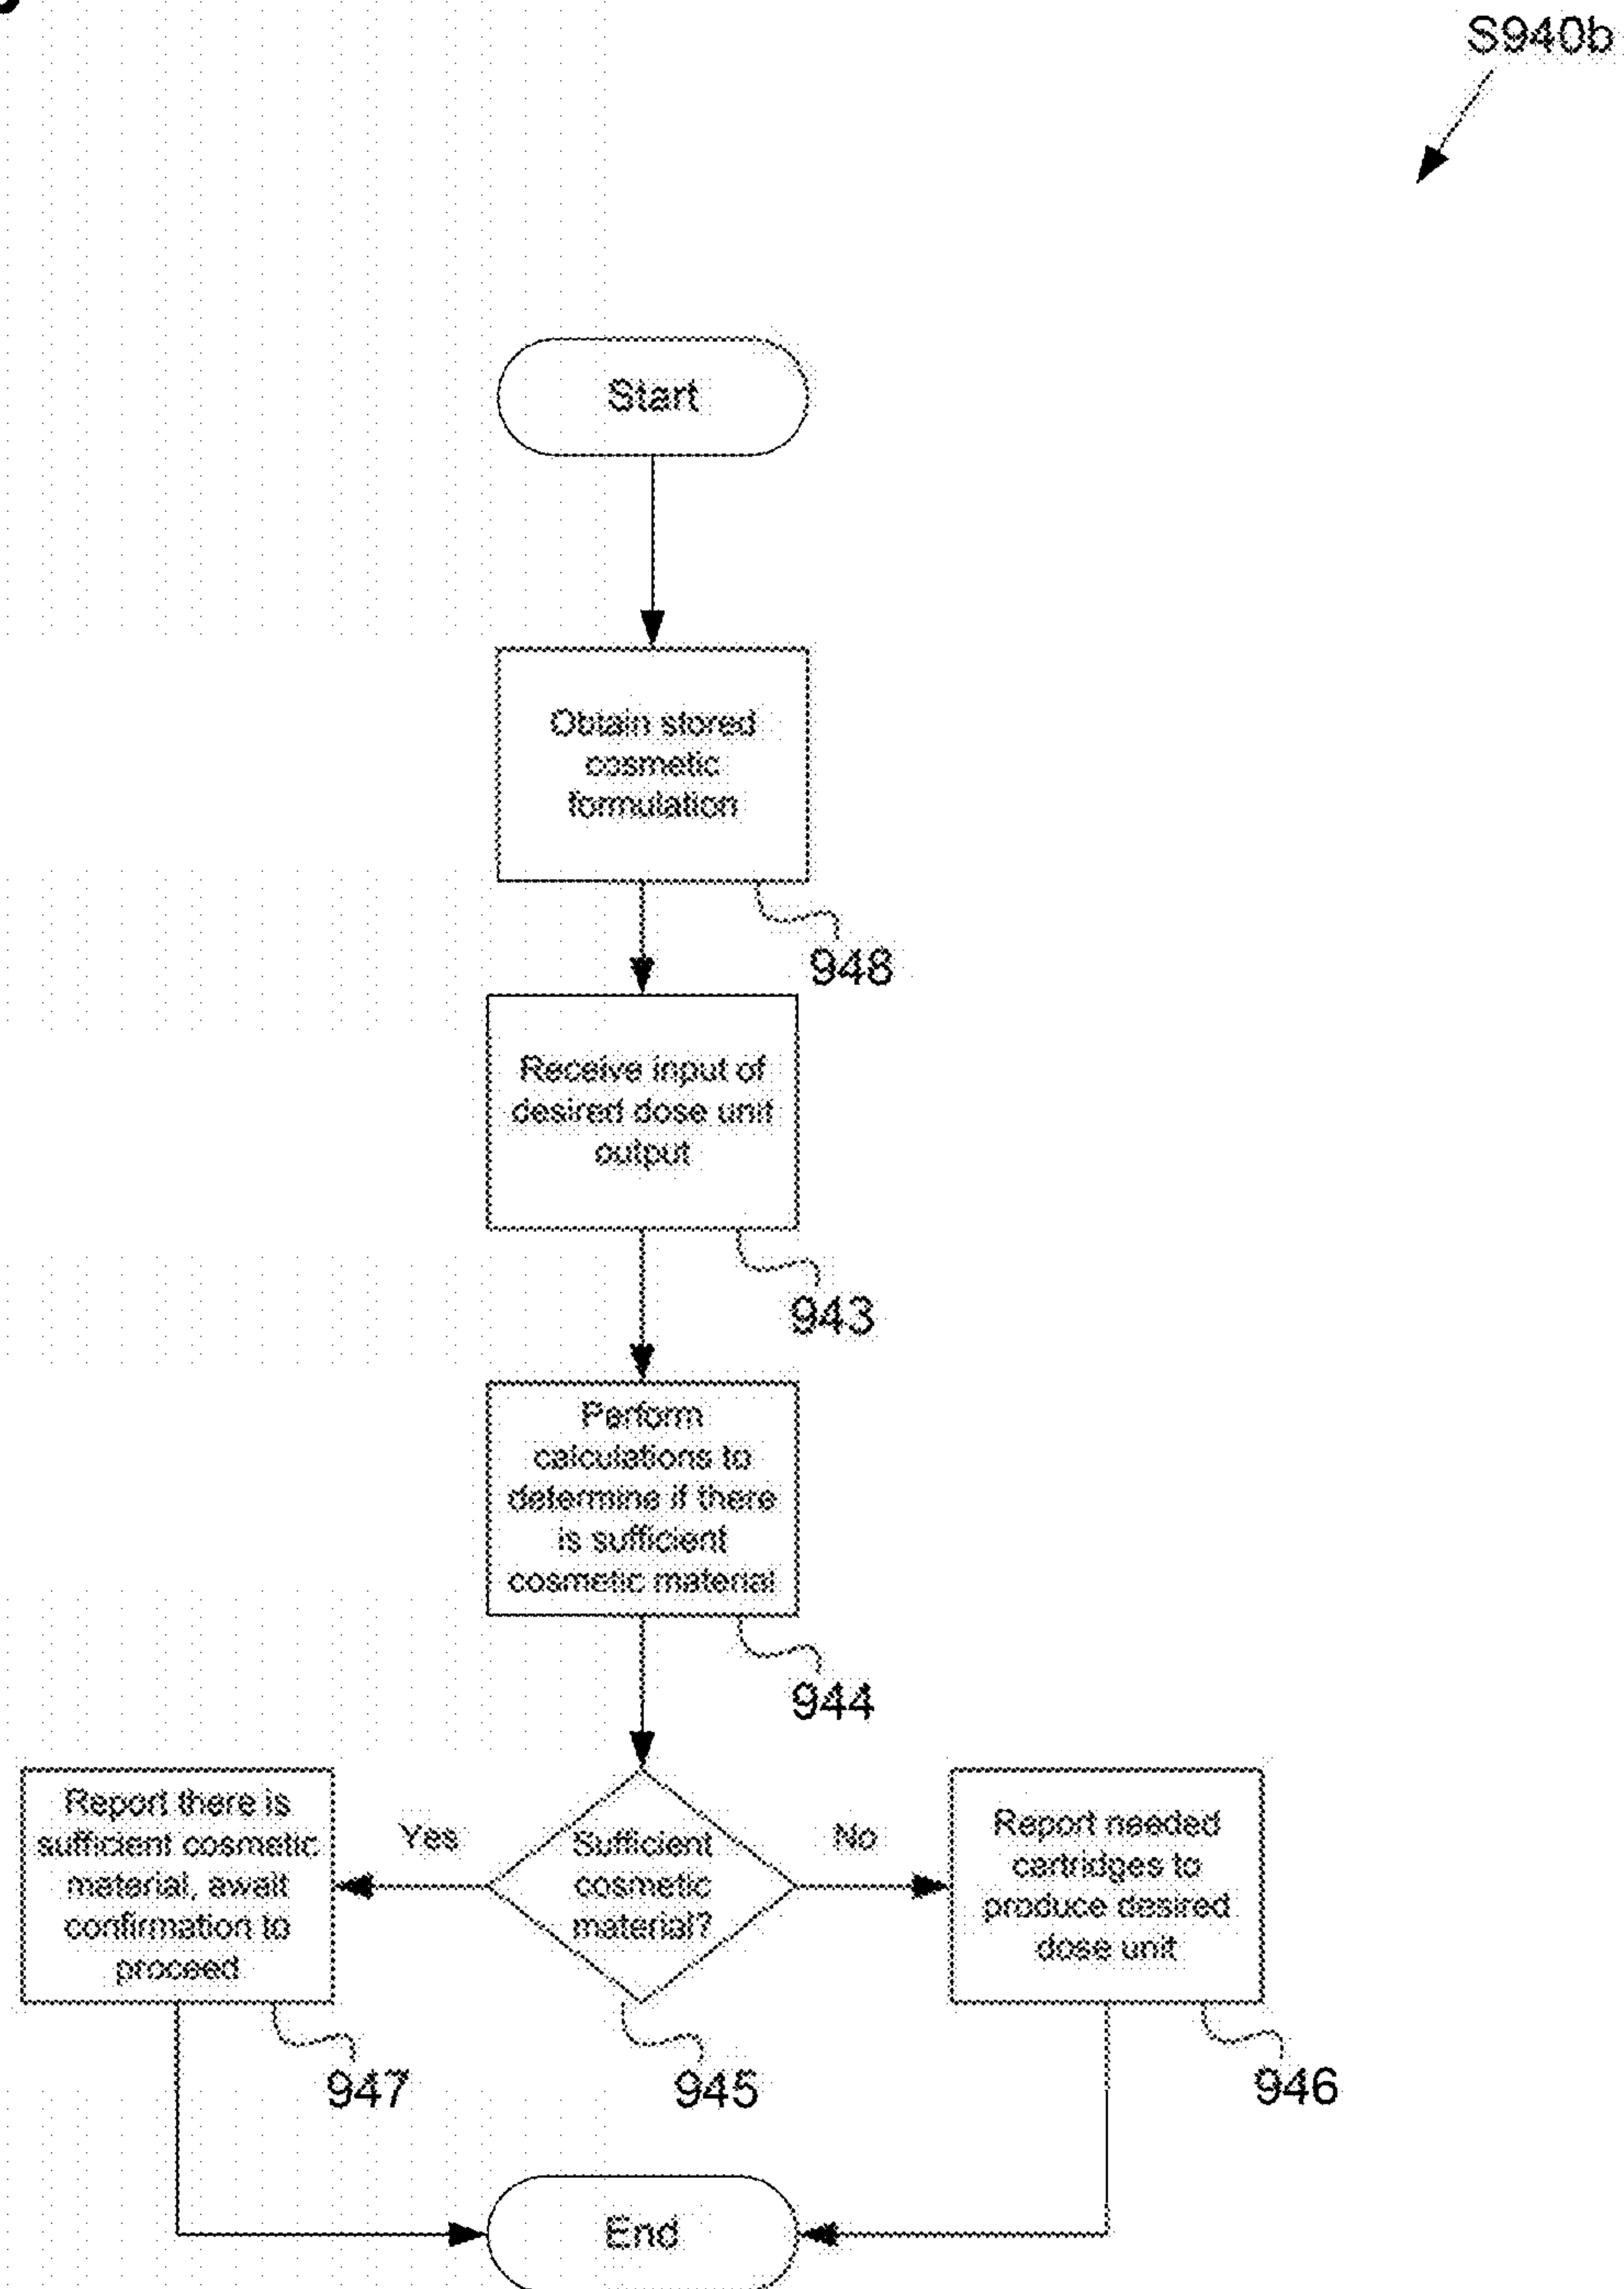 S940b
Start
Obtain stored
cosmetic
formulation
948
Receive input of
desired dose unit
output
943
Perform
calculations to
determine if there
is sufficient
cosmetic material
944
Report there is
sufficient cosmetic
material, await
confirmation to
proceed
947
Yes
Sufficient
cosmetic
material?
945
No
Report needed
cartridges to
produce desired
dose unit
946
End